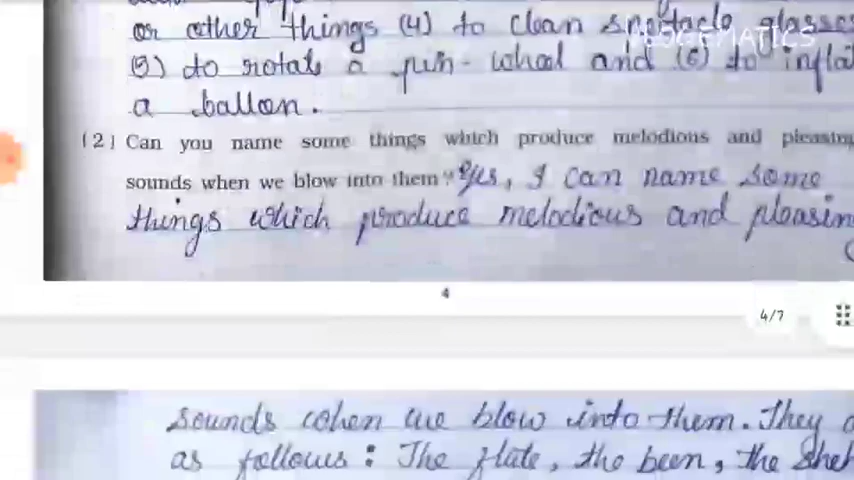 or other things (4) to clean spectacle glasses
(5) to rotate a pin-wheel and (6) to infla
a ballon.
(2) Can you name some things which produce melodious and pleasing
sounds when we blow into them? Yes, I can name some
things which produce melodious and pleasin
4
4/7
sounds when we blow into them. They a
as follows: The flute, the been, the sheh